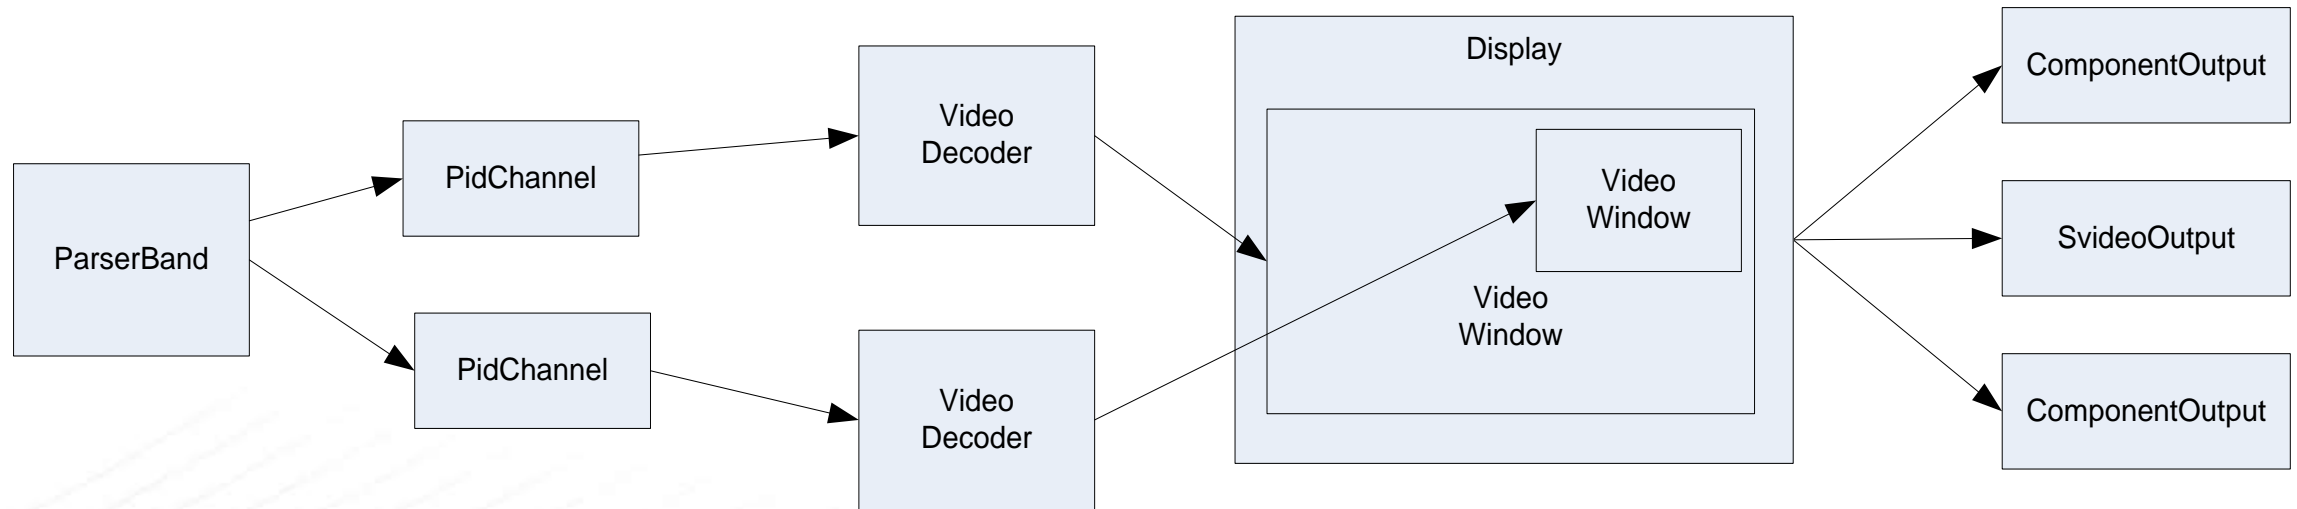 ParserBand
PidChannel
PidChannel
Video
Decoder
Video
Decoder
Display
Video
Window
Video
Window
ComponentOutput
SvideoOutput
ComponentOutput